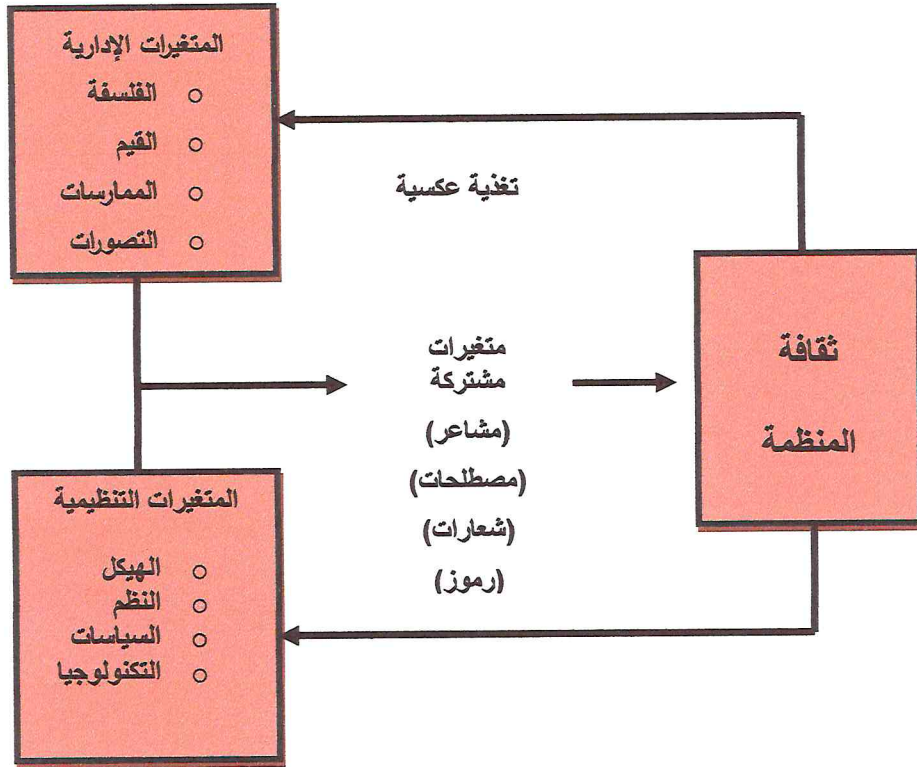 المتغيرات الإدارية
○ الفلسفة
○ القيم
○ الممارسات
○ التصورات
تغذية عكسية
متغيرات
مشتركة
(مشاعر)
(مصطلحات)
(شعارات)
(رموز)
ثقافة
المنظمة
المتغيرات التنظيمية
○ الهيكل
○ النظم
○ السياسات
○ التكنولوجيا